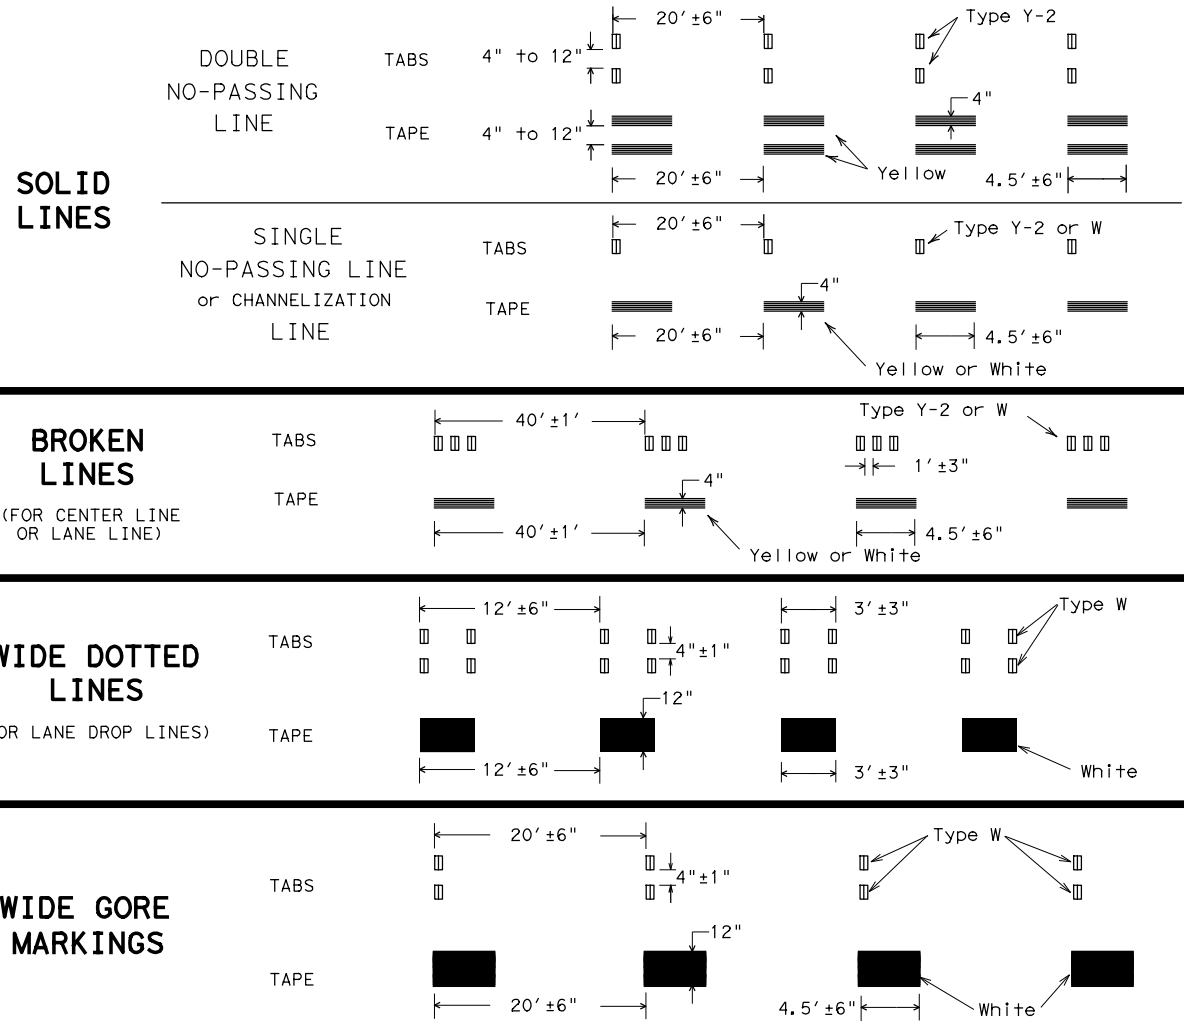 SOLID
LINES
DOUBLE
NO-PASSING
LINE
TABS
4" to 12"
20'±6"
Type Y-2
TAPE
4" to 12"
4"
Yellow
20'±6"
4.5'±6"
SINGLE
NO-PASSING LINE
or CHANNELIZATION
LINE
TABS
20'±6"
Type Y-2 or W
TAPE
4"
20'±6"
4.5'±6"
Yellow or White
BROKEN
LINES
(FOR CENTER LINE
OR LANE LINE)
TABS
40'±1'
Type Y-2 or W
1'±3"
TAPE
4"
40'±1'
4.5'±6"
Yellow or White
WIDE DOTTED
LINES
OR LANE DROP LINES)
TABS
12'±6"
3'±3"
Type W
4"±1"
TAPE
12"
12'±6"
3'±3"
White
WIDE GORE
MARKINGS
TABS
20'±6"
Type W
4"±1"
TAPE
12"
20'±6"
4.5'±6"
White